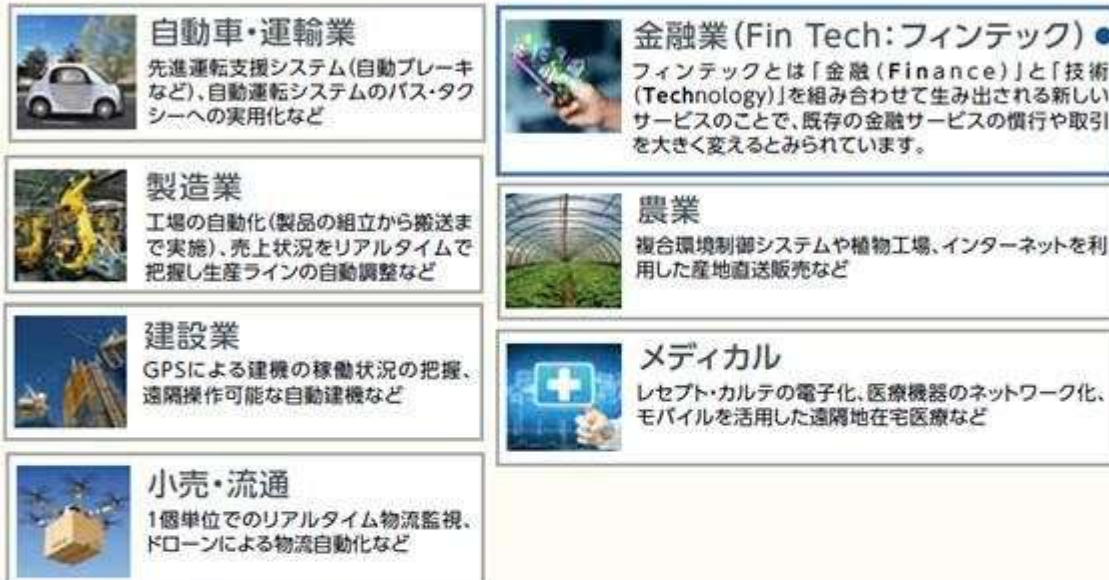 自動車・運輸業
先進運転支援システム(自動ブレーキ
など)、自動運転システムのバス・タク
シーへの実用化など
製造業
工場の自動化(製品の組立から搬送ま
で実施)、売上状況をリアルタイムで
把握し生産ラインの自動調整など
建設業
GPSによる建機の稼働状況の把握、
遠隔操作可能な自動建機など
小売・流通
1個単位でのリアルタイム物流監視、
ドローンによる物流自動化など
金融業(Fin Tech:フィンテック)
フィンテックとは「金融(Finance)」と「技術
(Technology)」を組み合わせて生み出される新しい
サービスのことで、既存の金融サービスの慣行や取引
を大きく変えるとみられています。
農業
複合環境制御システムや植物工場、インターネットを利
用した産地直送販売など
メディカル
レセプト・カルテの電子化、医療機器のネットワーク化、
モバイルを活用した遠隔地在宅医療など